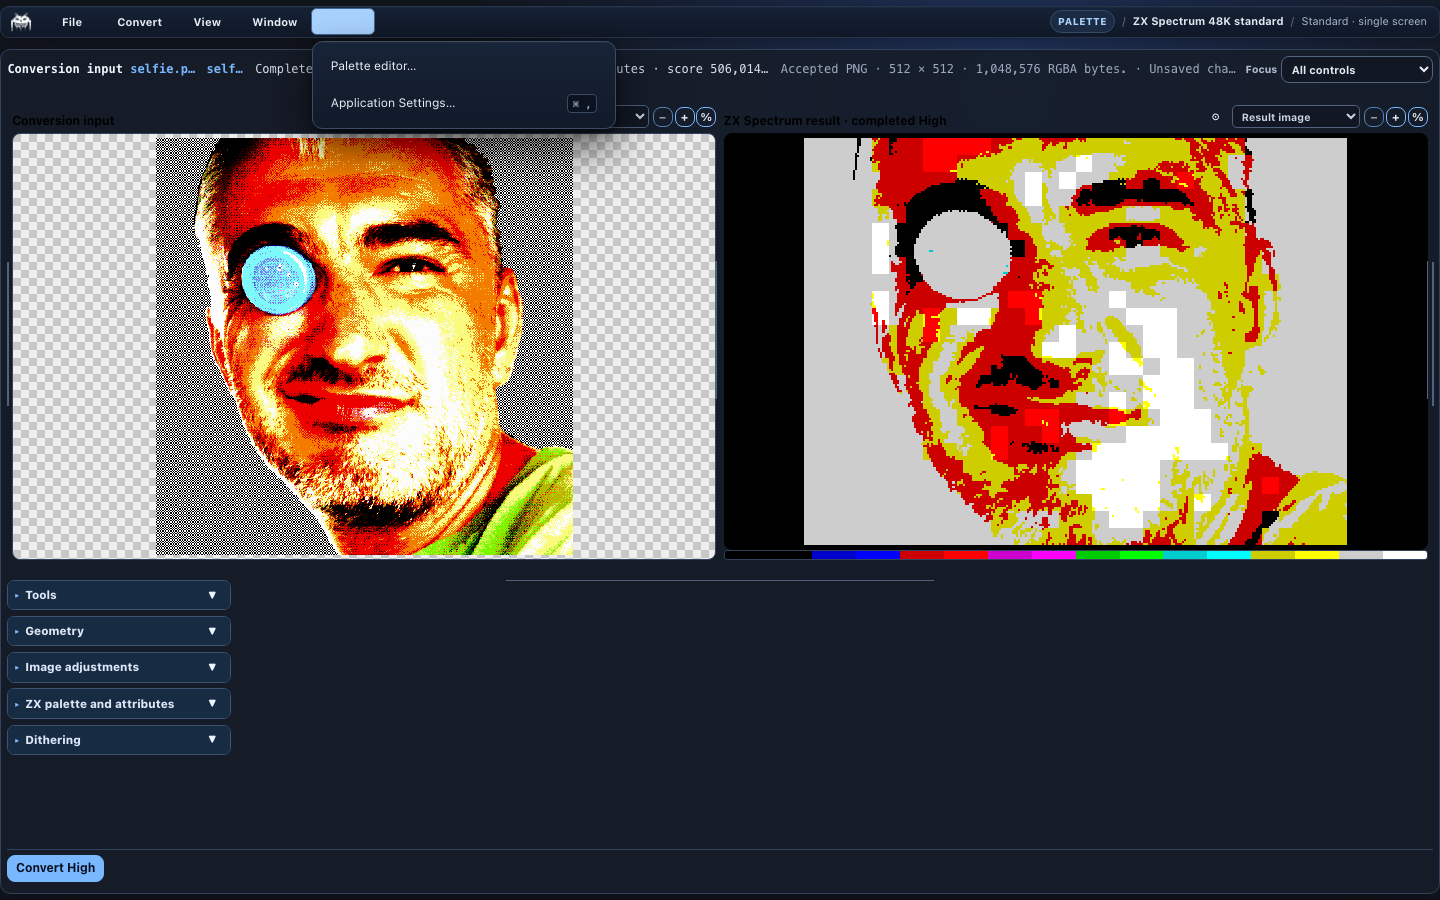 File Convert View Window
PALETTE / ZX Spectrum 48K standard / Standard · single screen
Palette editor...
Application Settings... ⌘ ,
Conversion input selfie.p… self… Complete utes · score 506,014… Accepted PNG · 512 × 512 · 1,048,576 RGBA bytes. · Unsaved cha… Focus All controls
Conversion input − + %
ZX Spectrum result · completed High Result image − + %
Tools
Geometry
Image adjustments
ZX palette and attributes
Dithering
Convert High